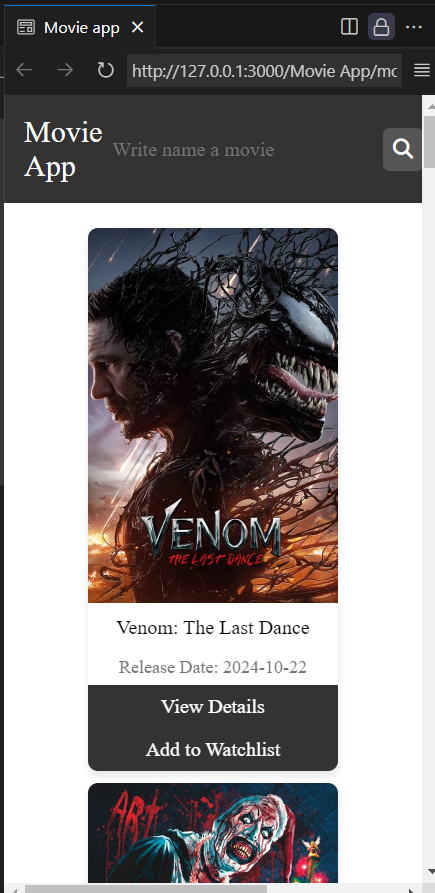 Movie app
http://127.0.0.1:3000/Movie App/mo
Movie
App
Write name a movie
VENOM
THE LAST DANCE
Venom: The Last Dance
Release Date: 2024-10-22
View Details
Add to Watchlist
ART